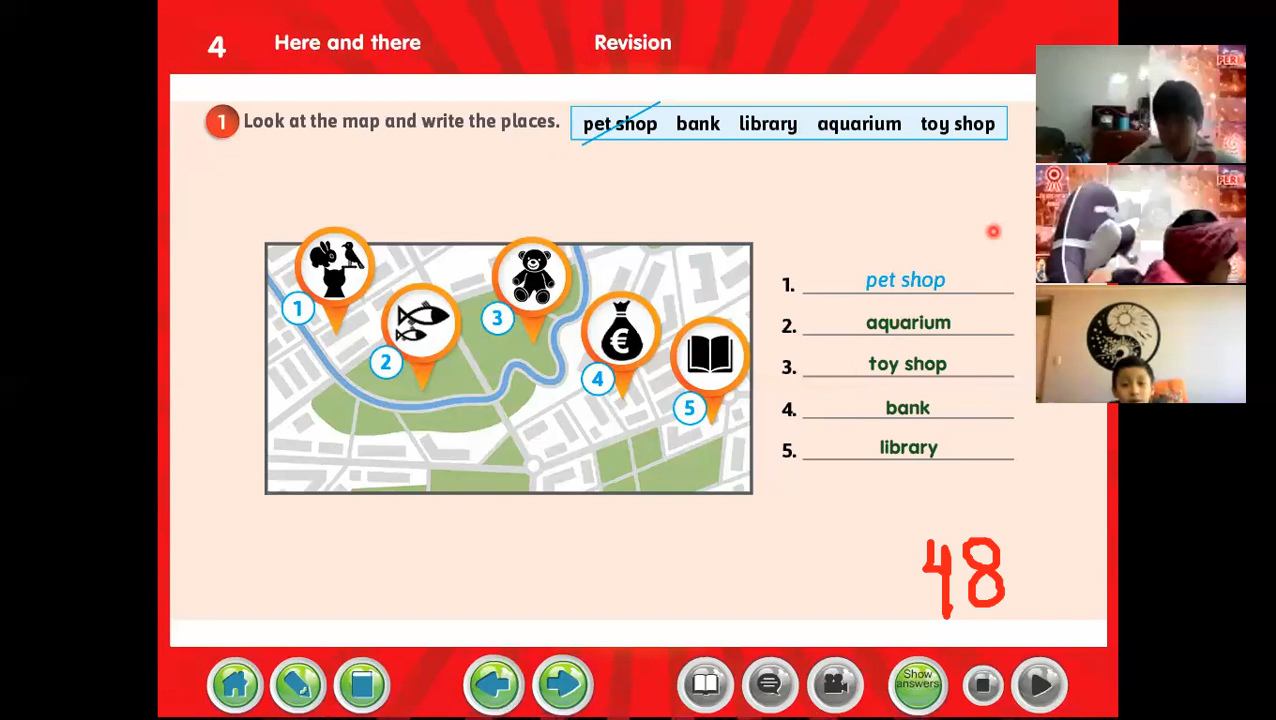 4 Here and there Revision
1 Look at the map and write the places. pet shop bank library aquarium toy shop
PER
PER
1
2
3
€
4
5
1. pet shop
2. aquarium
3. toy shop
4. bank
5. library
48
Show
answers